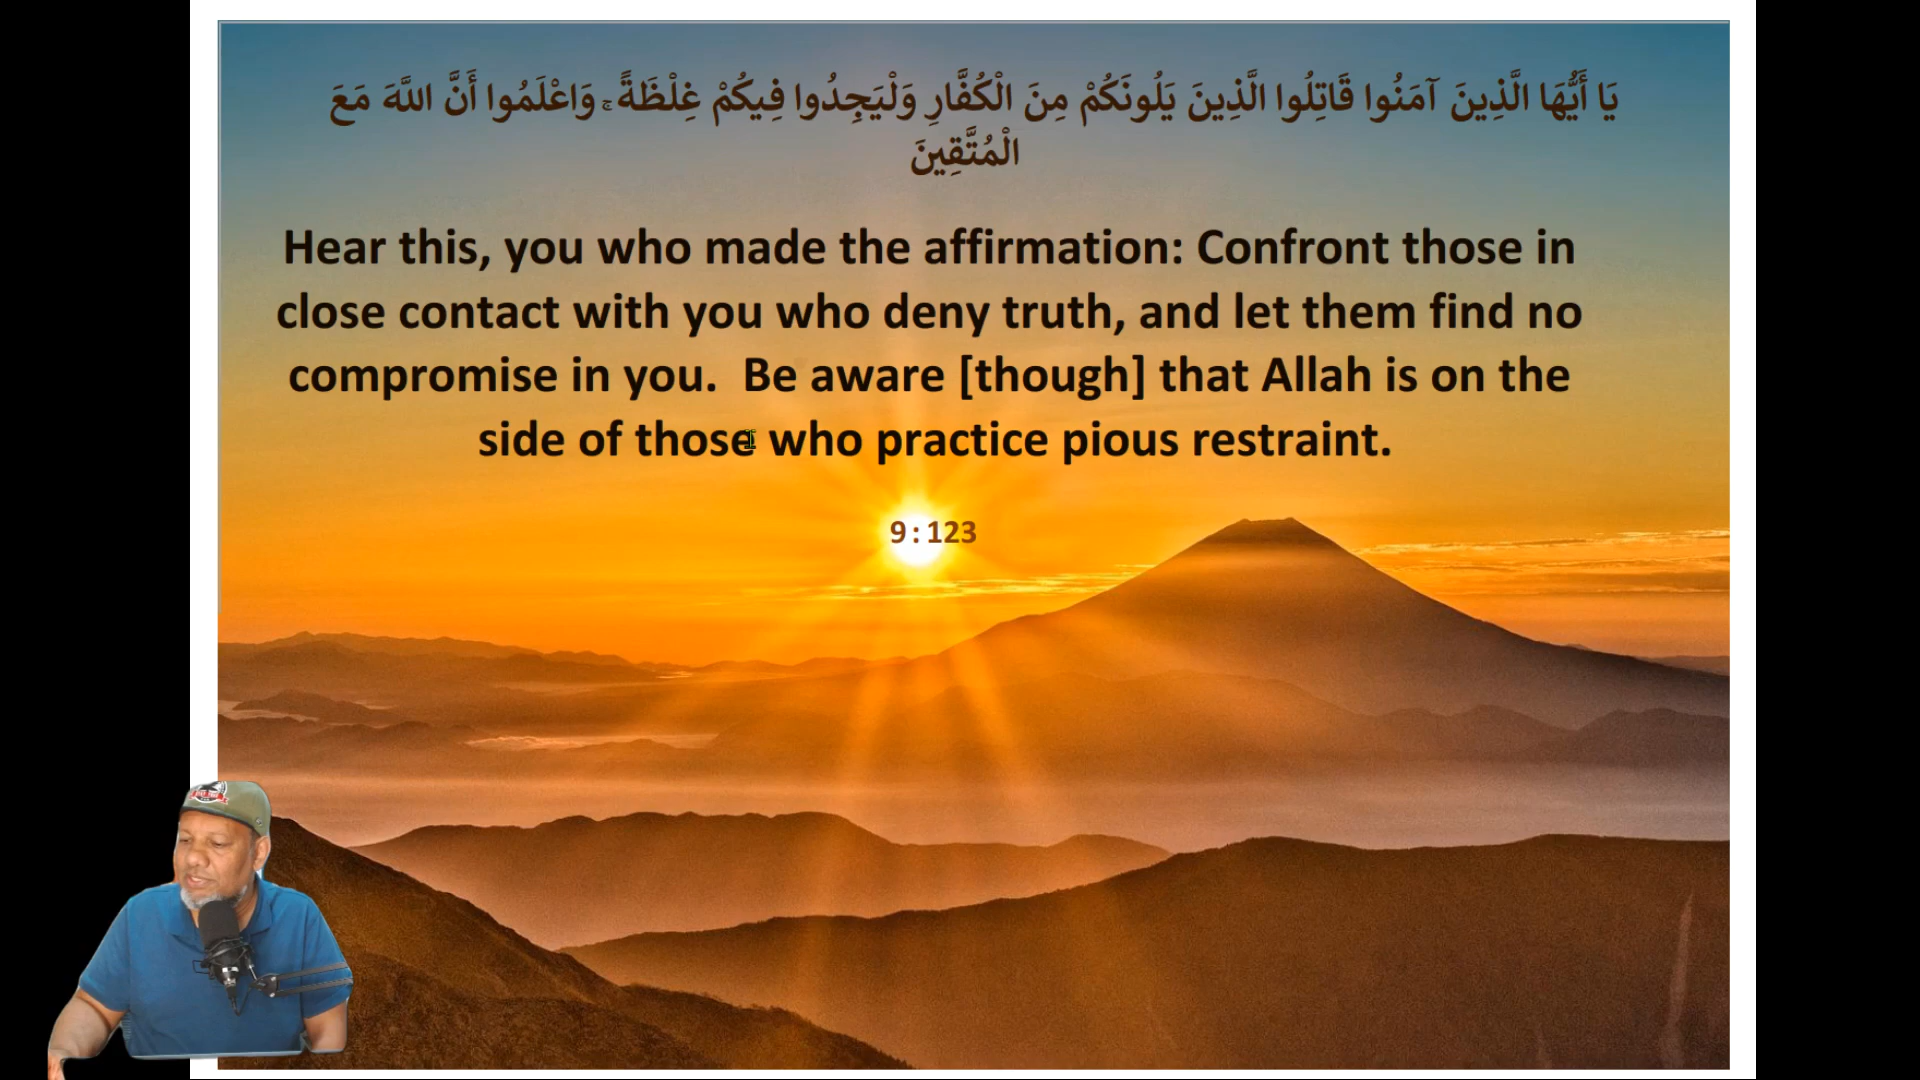 يَا أَيُّهَا الَّذِينَ آمَنُوا قَاتِلُوا الَّذِينَ يَلُونَكُمْ مِنَ الْكُفَّارِ وَلْيَجِدُوا فِيكُمْ غِلْظَةً ۚ وَاعْلَمُوا أَنَّ اللَّهَ مَعَ
الْمُتَّقِينَ
Hear this, you who made the affirmation: Confront those in
close contact with you who deny truth, and let them find no
compromise in you.  Be aware [though] that Allah is on the
side of those who practice pious restraint.
9:123